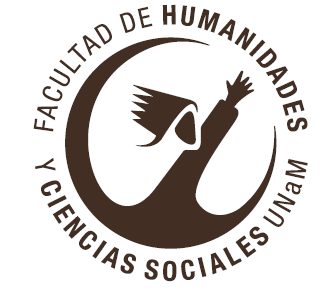 FACULTAD DE HUMANIDADES
Y CIENCIAS SOCIALES UNaM